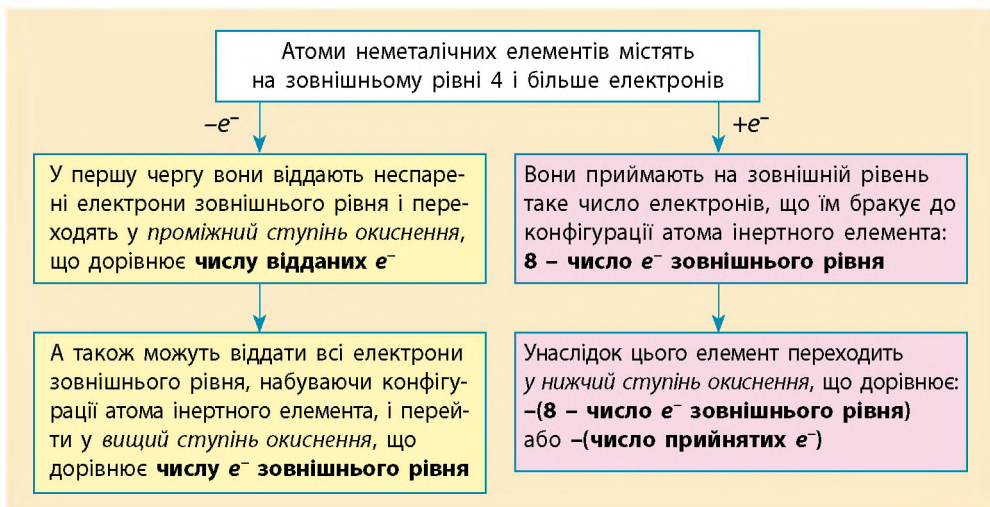 Атоми неметалічних елементів містять
на зовнішньому рівні 4 і більше електронів
–e⁻
+e⁻
У першу чергу вони віддають неспаре-
ні електрони зовнішнього рівня і пере-
ходять у проміжний ступінь окиснення,
що дорівнює числу відданих e⁻
Вони приймають на зовнішній рівень
таке число електронів, що їм бракує до
конфігурації атома інертного елемента:
8 – число e⁻ зовнішнього рівня
А також можуть віддати всі електрони
зовнішнього рівня, набуваючи конфігу-
рації атома інертного елемента, і перей-
ти у вищий ступінь окиснення, що
дорівнює числу e⁻ зовнішнього рівня
Унаслідок цього елемент переходить
у нижчий ступінь окиснення, що дорівнює:
–(8 – число e⁻ зовнішнього рівня)
або –(число прийнятих e⁻)